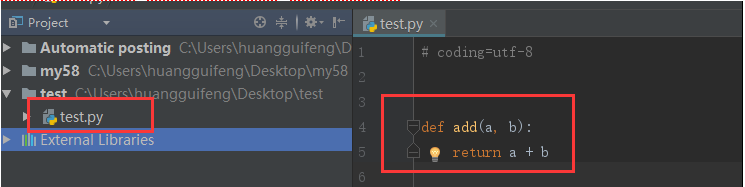 Project
Automatic posting C:\Users\huangguifeng\D
my58 C:\Users\huangguifeng\Desktop\my58
test C:\Users\huangguifeng\Desktop\test
test.py
External Libraries
test.py
1 # coding=utf-8
2
3
4 def add(a, b):
5 return a + b
6